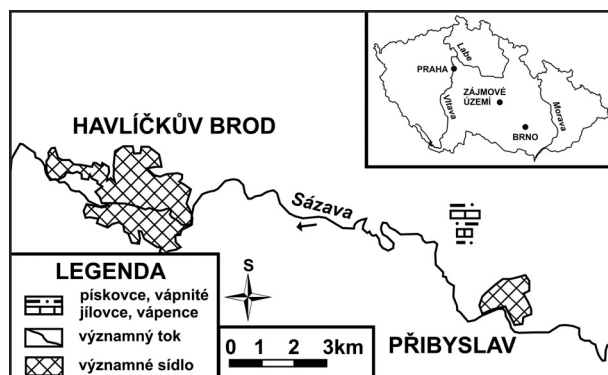 Labe
PRAHA
ZÁJMOVÉ
ÚZEMÍ
Vltava
Morava
BRNO
HAVLÍČKŮV BROD
Sázava
LEGENDA
pískovce, vápnité
jílovce, vápence
významný tok
významné sídlo
S
0 1 2 3km
PŘIBYSLAV